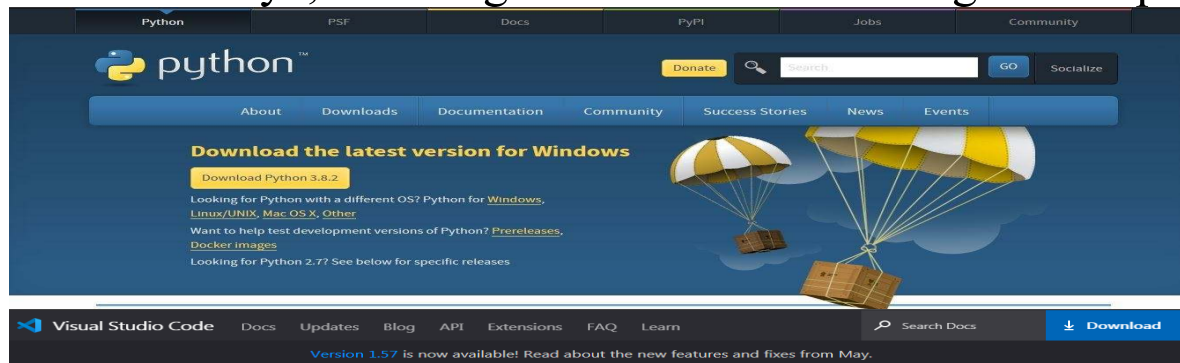 Python PSF Docs PyPI Jobs Community
python™
Donate Search GO Socialize
About Downloads Documentation Community Success Stories News Events
Download the latest version for Windows
Download Python 3.8.2
Looking for Python with a different OS? Python for Windows,
Linux/UNIX, Mac OS X, Other
Want to help test development versions of Python? Prereleases,
Docker images
Looking for Python 2.7? See below for specific releases
Visual Studio Code Docs Updates Blog API Extensions FAQ Learn Search Docs Download
Version 1.57 is now available! Read about the new features and fixes from May.